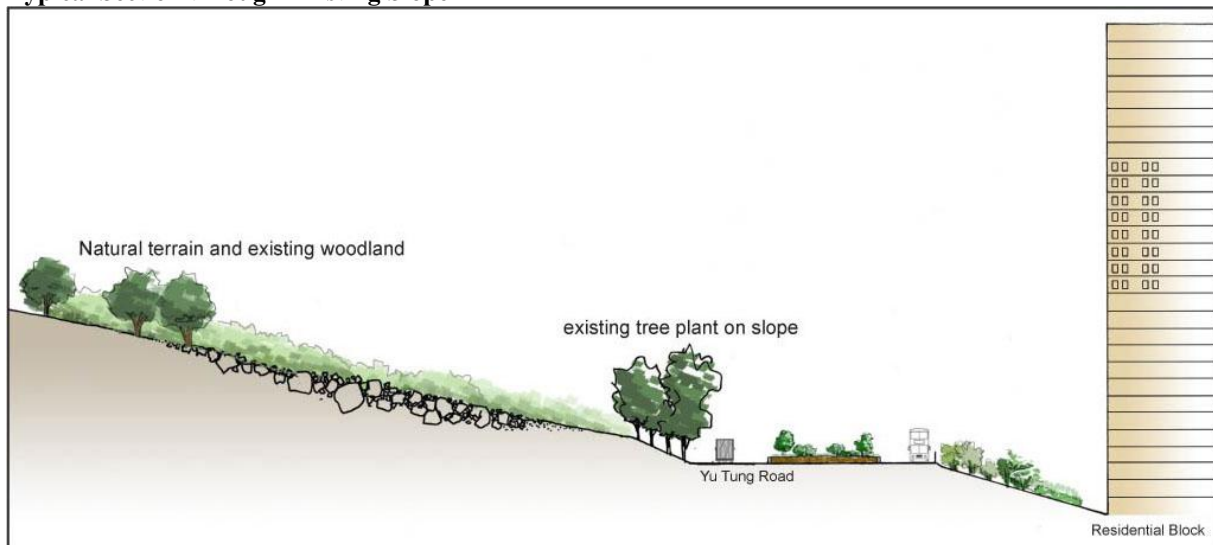 Natural terrain and existing woodland
existing tree plant on slope
Yu Tung Road
Residential Block